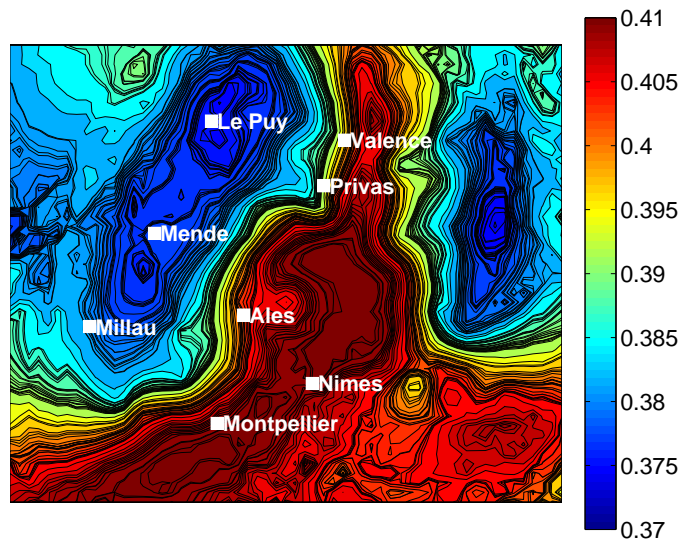 Le Puy
Valence
Privas
Mende
Ales
Millau
Nimes
Montpellier
0.41
0.405
0.4
0.395
0.39
0.385
0.38
0.375
0.37